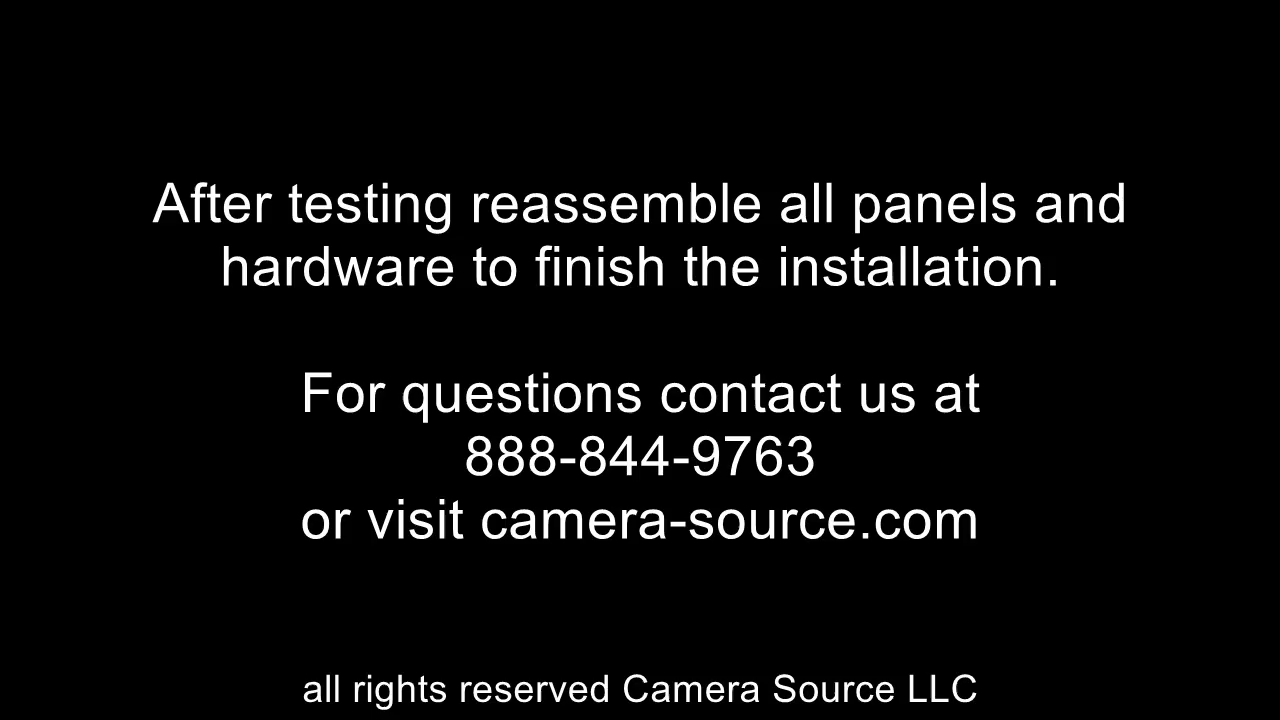 After testing reassemble all panels and
hardware to finish the installation.
For questions contact us at
888-844-9763
or visit camera-source.com
all rights reserved Camera Source LLC